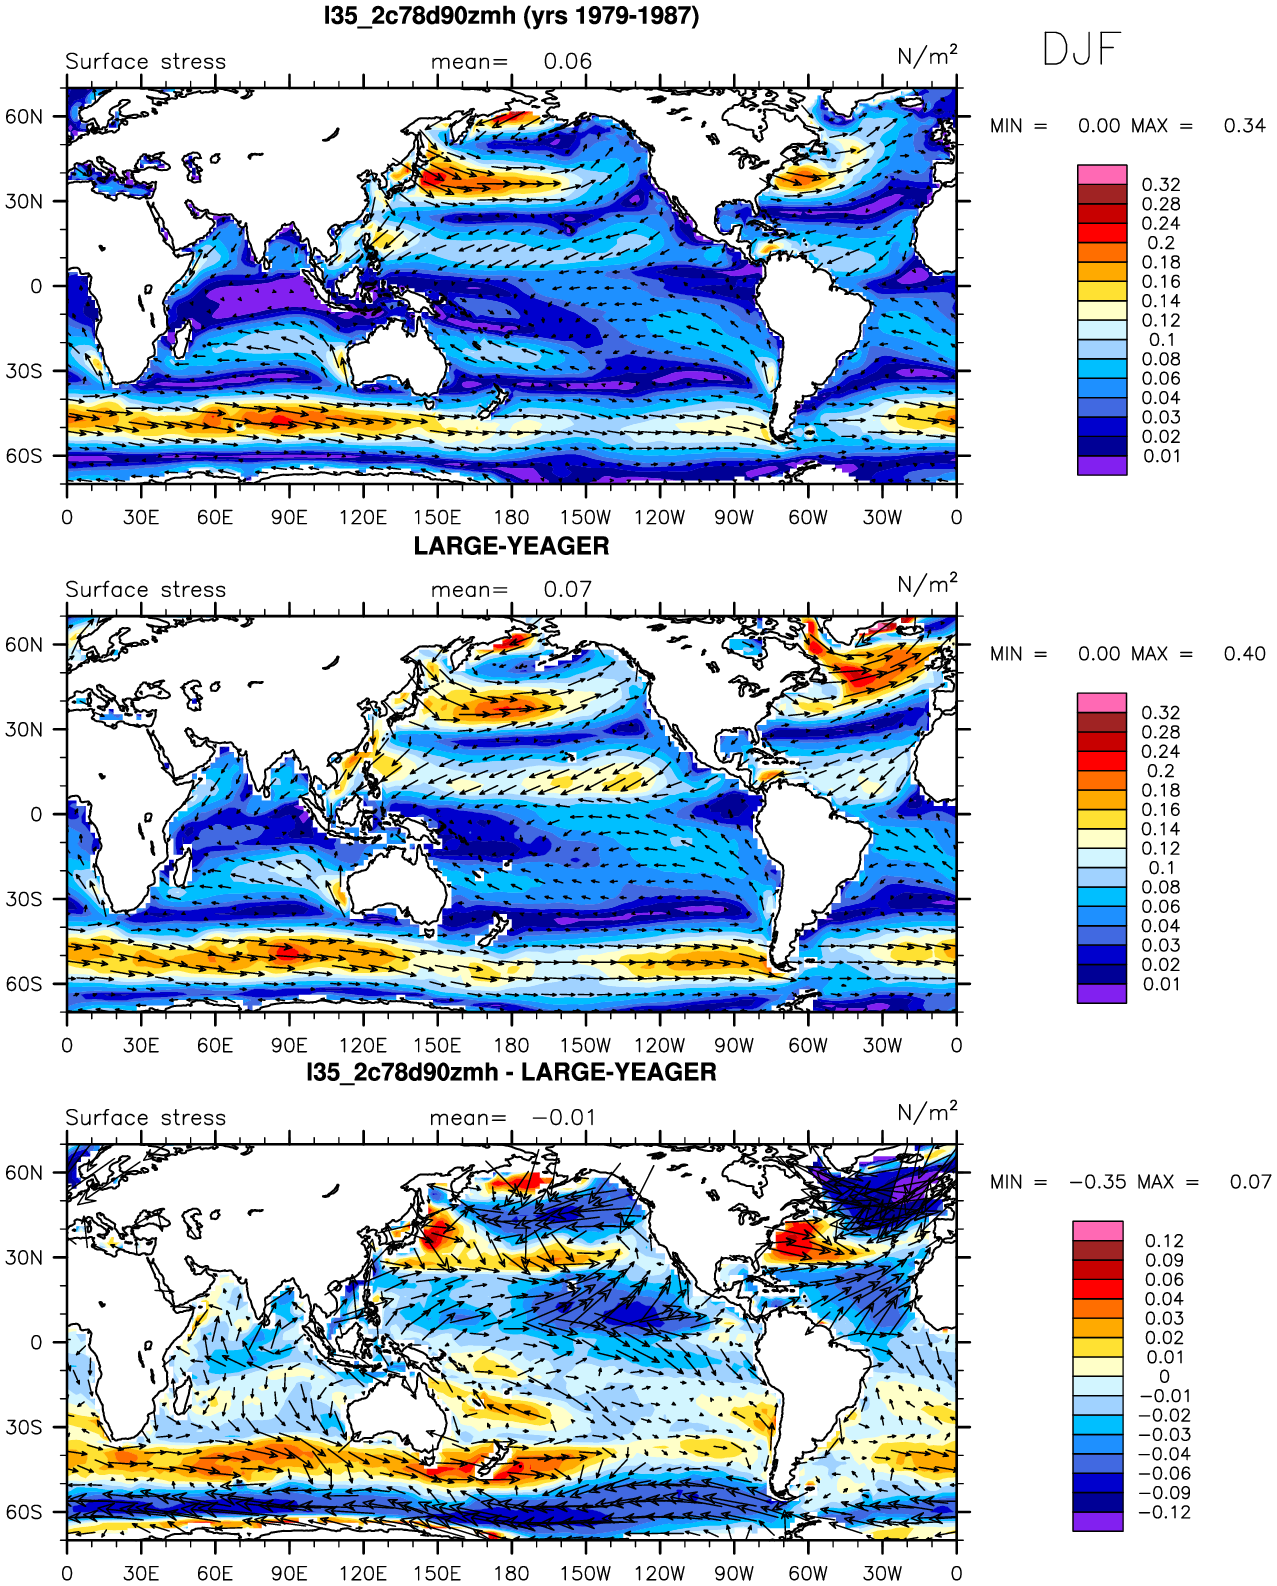 l35_2c78d90zmh (yrs 1979-1987)
Surface stress mean= 0.06 N/m²
DJF
MIN = 0.00 MAX = 0.34
60N
30N
0
30S
60S
0 30E 60E 90E 120E 150E 180 150W 120W 90W 60W 30W 0
0.32
0.28
0.24
0.2
0.18
0.16
0.14
0.12
0.1
0.08
0.06
0.04
0.03
0.02
0.01
LARGE-YEAGER
Surface stress mean= 0.07 N/m²
MIN = 0.00 MAX = 0.40
60N
30N
0
30S
60S
0 30E 60E 90E 120E 150E 180 150W 120W 90W 60W 30W 0
0.32
0.28
0.24
0.2
0.18
0.16
0.14
0.12
0.1
0.08
0.06
0.04
0.03
0.02
0.01
l35_2c78d90zmh - LARGE-YEAGER
Surface stress mean= −0.01 N/m²
MIN = −0.35 MAX = 0.07
60N
30N
0
30S
60S
0 30E 60E 90E 120E 150E 180 150W 120W 90W 60W 30W 0
0.12
0.09
0.06
0.04
0.03
0.02
0.01
0
−0.01
−0.02
−0.03
−0.04
−0.06
−0.09
−0.12